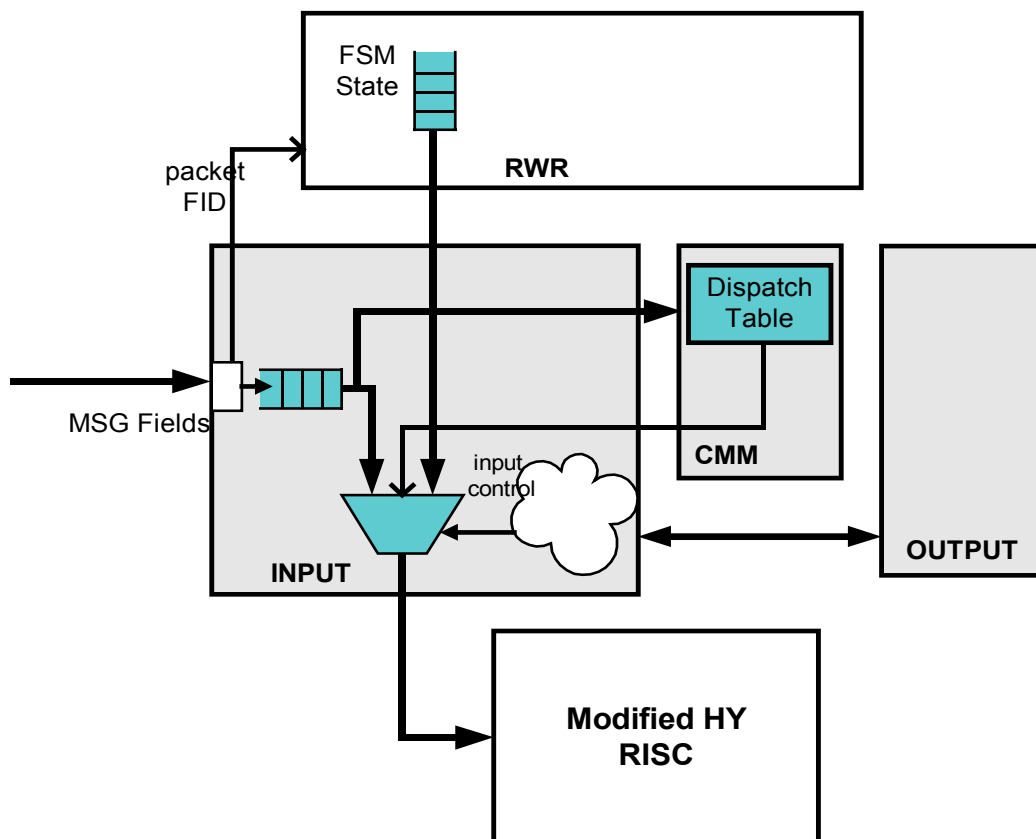 FSM
State
RWR
packet
FID
Dispatch
Table
MSG Fields
CMM
input
control
INPUT
OUTPUT
Modified HY
RISC